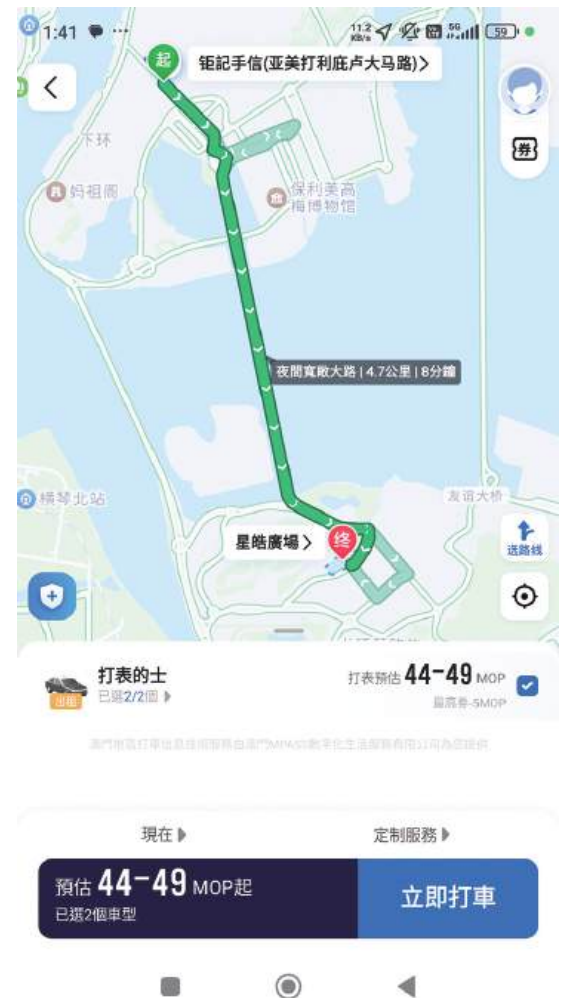 1:41
11.2 KB/s
5G
59
起
钜記手信(亚美打利庇卢大马路)
券
下环
妈祖阁
保利美高
梅博物馆
夜間寬敞大路 | 4.7公里 | 8分鐘
横琴北站
友谊大桥
星皓廣場
终
选路线
打表的士
打表預估 44-49 MOP
出租
已選2/2個
-5MOP
現在
定制服務
預估 44-49 MOP起
已選2個車型
立即打車